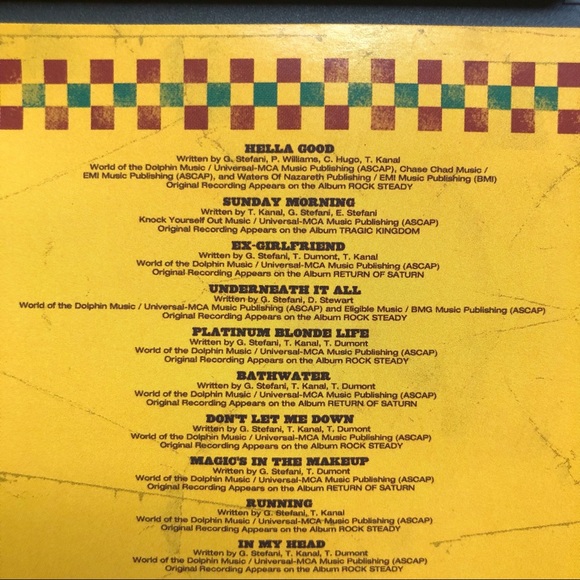 HELLA GOOD
Written by G. Stefani, P. Williams, C. Hugo, T. Kanal
World of the Dolphin Music / Universal-MCA Music Publishing (ASCAP), Chase Chad Music /
EMI Music Publishing (ASCAP), and Waters Of Nazareth Publishing / EMI Music Publishing (BMI)
Original Recording Appears on the Album ROCK STEADY
SUNDAY MORNING
Written by T. Kanal, G. Stefani, E. Stefani
Knock Yourself Out Music / Universal-MCA Music Publishing (ASCAP)
Original Recording Appears on the Album TRAGIC KINGDOM
EX-GIRLFRIEND
Written by G. Stefani, T. Dumont, T. Kanal
World of the Dolphin Music / Universal-MCA Music Publishing (ASCAP)
Original Recording Appears on the Album RETURN OF SATURN
UNDERNEATH IT ALL
Written by G. Stefani, D. Stewart
World of the Dolphin Music / Universal-MCA Music Publishing (ASCAP) and Eligible Music / BMG Music Publishing (ASCAP)
Original Recording Appears on the Album ROCK STEADY
PLATINUM BLONDE LIFE
Written by G. Stefani, T. Kanal, T. Dumont
World of the Dolphin Music / Universal-MCA Music Publishing (ASCAP)
Original Recording Appears on the Album ROCK STEADY
BATHWATER
Written by G. Stefani, T. Kanal, T. Dumont
World of the Dolphin Music / Universal-MCA Music Publishing (ASCAP)
Original Recording Appears on the Album RETURN OF SATURN
DON'T LET ME DOWN
Written by G. Stefani, T. Kanal, T. Dumont
World of the Dolphin Music / Universal-MCA Music Publishing (ASCAP)
Original Recording Appears on the Album ROCK STEADY
MAGIC'S IN THE MAKEUP
Written by G. Stefani, T. Dumont
World of the Dolphin Music / Universal-MCA Music Publishing (ASCAP)
Original Recording Appears on the Album RETURN OF SATURN
RUNNING
Written by G. Stefani, T. Kanal
World of the Dolphin Music / Universal-MCA Music Publishing (ASCAP)
Original Recording Appears on the Album ROCK STEADY
IN MY HEAD
Written by G. Stefani, T. Kanal, T. Dumont
World of the Dolphin Music / Universal-MCA Music Publishing (ASCAP)
Original Recording Appears on the Album ROCK STEADY